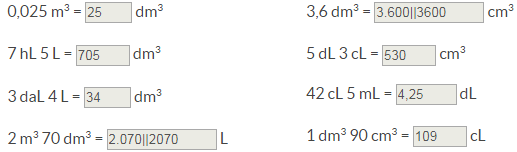 0,025 m³ = 25 dm³
3,6 dm³ = 3.600||3600 cm³
7 hL 5 L = 705 dm³
5 dL 3 cL = 530 cm³
3 daL 4 L = 34 dm³
42 cL 5 mL = 4,25 dL
2 m³ 70 dm³ = 2.070||2070 L
1 dm³ 90 cm³ = 109 cL